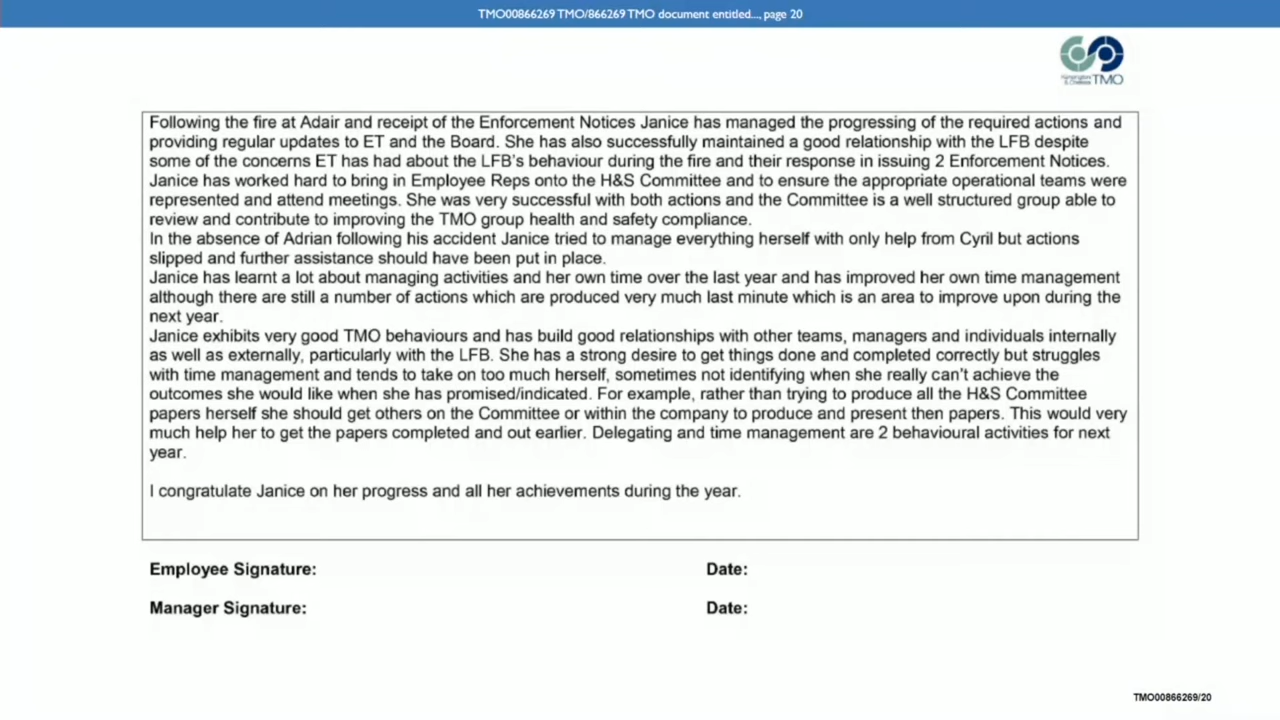 TMO00866269 TMO/866269 TMO document entitled..., page 20
TMO
Following the fire at Adair and receipt of the Enforcement Notices Janice has managed the progressing of the required actions and
providing regular updates to ET and the Board. She has also successfully maintained a good relationship with the LFB despite
some of the concerns ET has had about the LFB's behaviour during the fire and their response in issuing 2 Enforcement Notices.
Janice has worked hard to bring in Employee Reps onto the H&S Committee and to ensure the appropriate operational teams were
represented and attend meetings. She was very successful with both actions and the Committee is a well structured group able to
review and contribute to improving the TMO group health and safety compliance.
In the absence of Adrian following his accident Janice tried to manage everything herself with only help from Cyril but actions
slipped and further assistance should have been put in place.
Janice has learnt a lot about managing activities and her own time over the last year and has improved her own time management
although there are still a number of actions which are produced very much last minute which is an area to improve upon during the
next year.
Janice exhibits very good TMO behaviours and has build good relationships with other teams, managers and individuals internally
as well as externally, particularly with the LFB. She has a strong desire to get things done and completed correctly but struggles
with time management and tends to take on too much herself, sometimes not identifying when she really can't achieve the
outcomes she would like when she has promised/indicated. For example, rather than trying to produce all the H&S Committee
papers herself she should get others on the Committee or within the company to produce and present then papers. This would very
much help her to get the papers completed and out earlier. Delegating and time management are 2 behavioural activities for next
year.
I congratulate Janice on her progress and all her achievements during the year.
Employee Signature: Date:
Manager Signature: Date:
TMO00866269/20